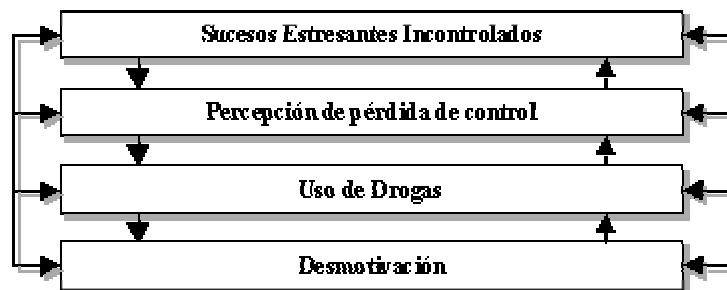 Sucesos Estresantes Incontrolados
Percepción de pérdida de control
Uso de Drogas
Desmotivación